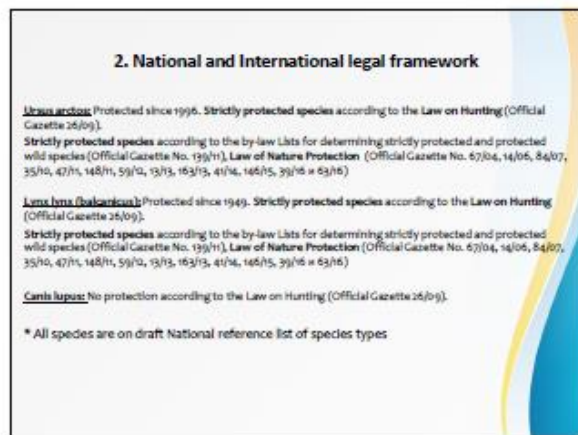 2. National and International legal framework
Ursus arctos: Protected since 1996. Strictly protected species according to the Law on Hunting (Official
Gazette 26/09).
Strictly protected species according to the by-law Lists for determining strictly protected and protected
wild species (Official Gazette No. 139/11), Law of Nature Protection (Official Gazette No. 67/04, 14/06, 84/07,
35/10, 47/11, 148/11, 59/12, 13/13, 163/13, 41/14, 146/15, 39/16 и 63/16)
Lynx lynx (balcanicus): Protected since 1949. Strictly protected species according to the Law on Hunting
(Official Gazette 26/09).
Strictly protected species according to the by-law Lists for determining strictly protected and protected
wild species (Official Gazette No. 139/11), Law of Nature Protection (Official Gazette No. 67/04, 14/06, 84/07,
35/10, 47/11, 148/11, 59/12, 13/13, 163/13, 41/14, 146/15, 39/16 и 63/16)
Canis lupus: No protection according to the Law on Hunting (Official Gazette 26/09).
* All species are on draft National reference list of species types